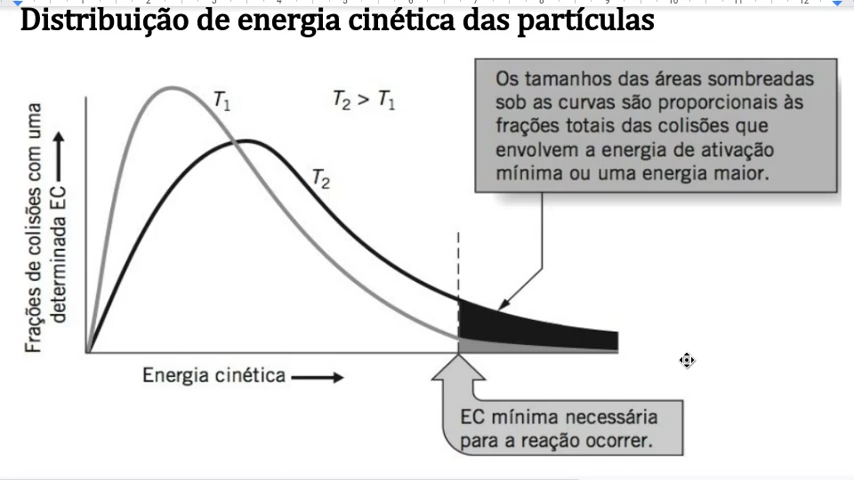 Distribuição de energia cinética das partículas
Frações de colisões com uma
determinada EC
T1
T2 > T1
T2
Os tamanhos das áreas sombreadas
sob as curvas são proporcionais às
frações totais das colisões que
envolvem a energia de ativação
mínima ou uma energia maior.
Energia cinética
EC mínima necessária
para a reação ocorrer.